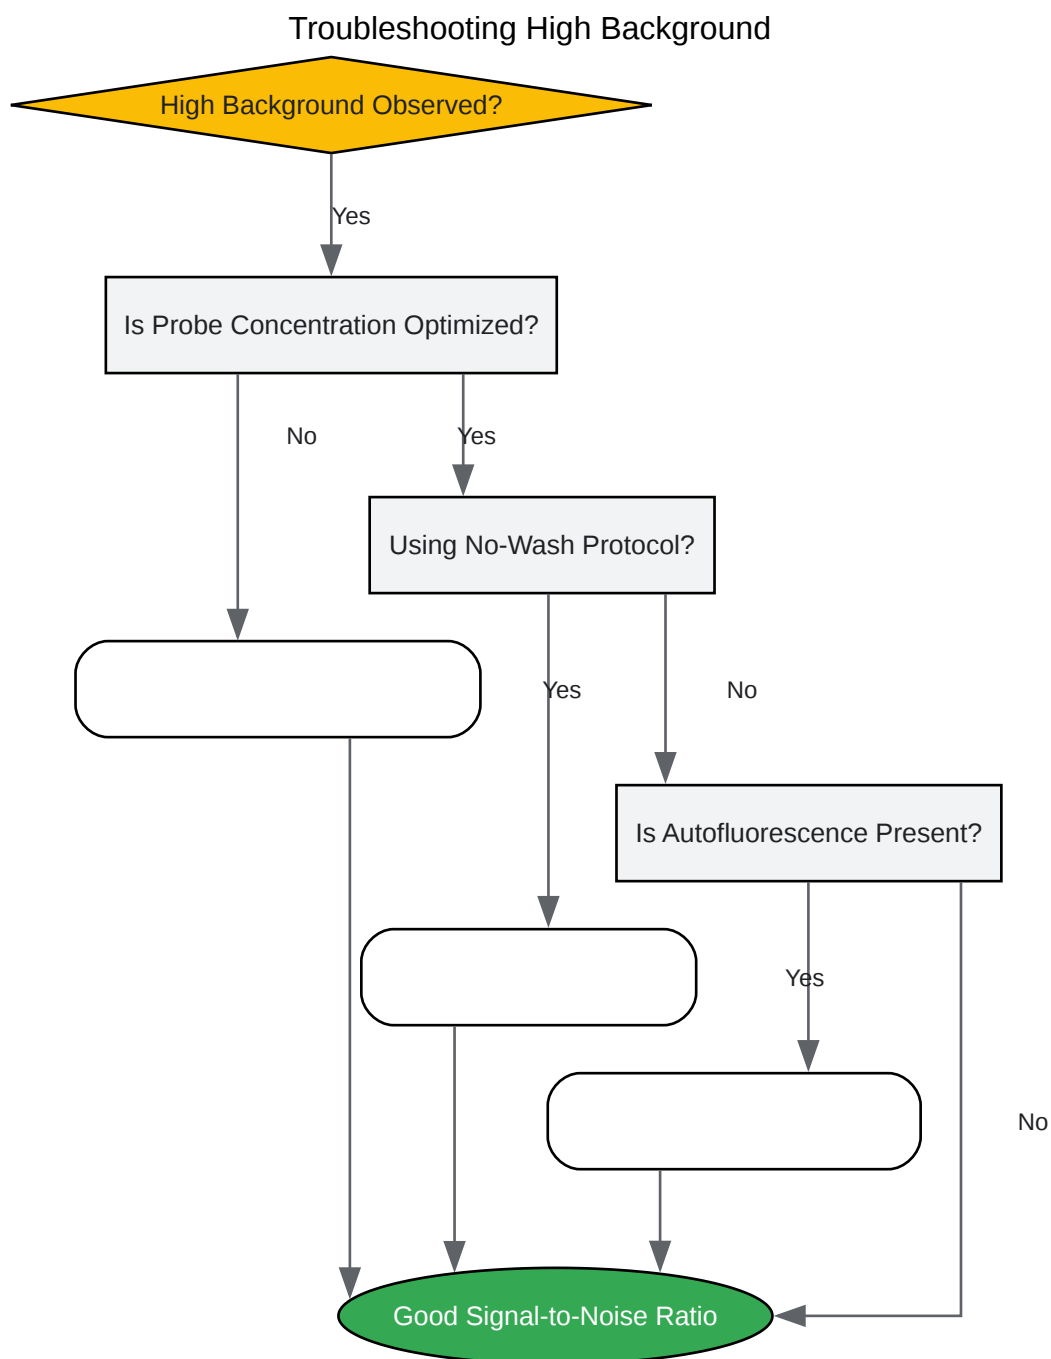 Troubleshooting High Background
High Background Observed?
Yes
Is Probe Concentration Optimized?
No
Yes
Using No-Wash Protocol?
Yes
No
Is Autofluorescence Present?
Yes
No
Good Signal-to-Noise Ratio